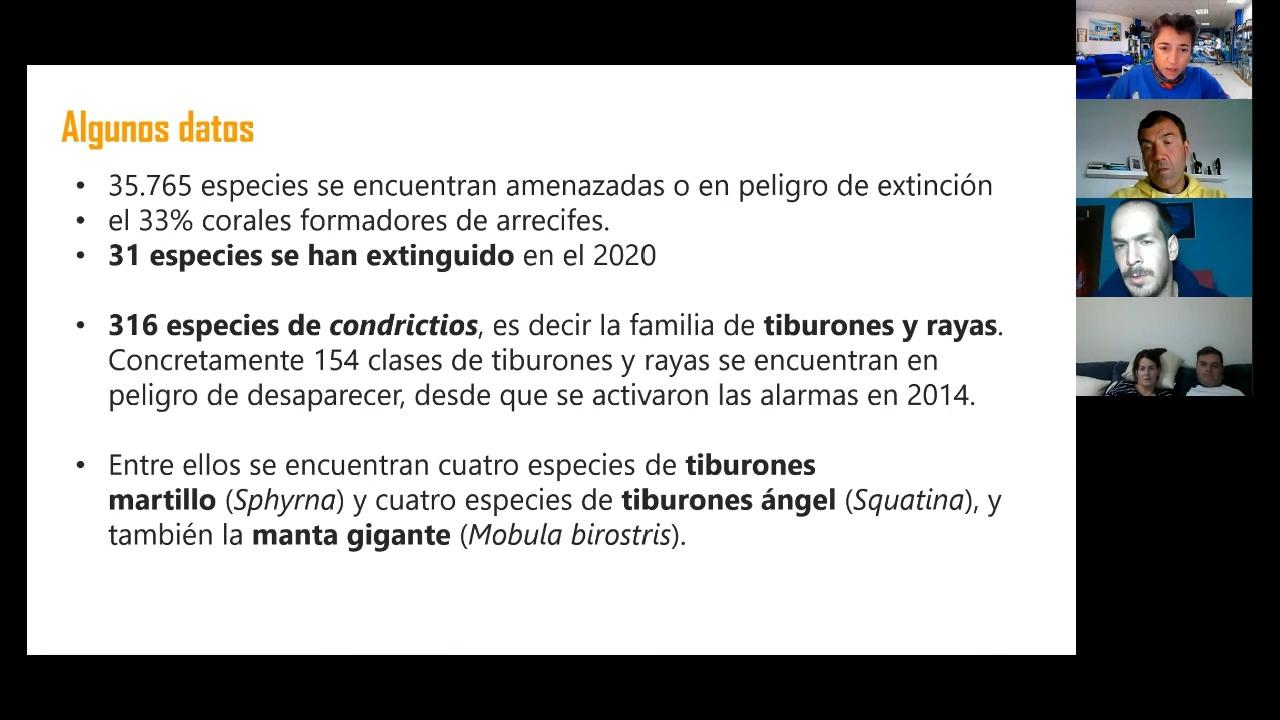 Algunos datos
• 35.765 especies se encuentran amenazadas o en peligro de extinción
• el 33% corales formadores de arrecifes.
• 31 especies se han extinguido en el 2020
• 316 especies de condrictios, es decir la familia de tiburones y rayas.
Concretamente 154 clases de tiburones y rayas se encuentran en
peligro de desaparecer, desde que se activaron las alarmas en 2014.
• Entre ellos se encuentran cuatro especies de tiburones
martillo (Sphyrna) y cuatro especies de tiburones ángel (Squatina), y
también la manta gigante (Mobula birostris).